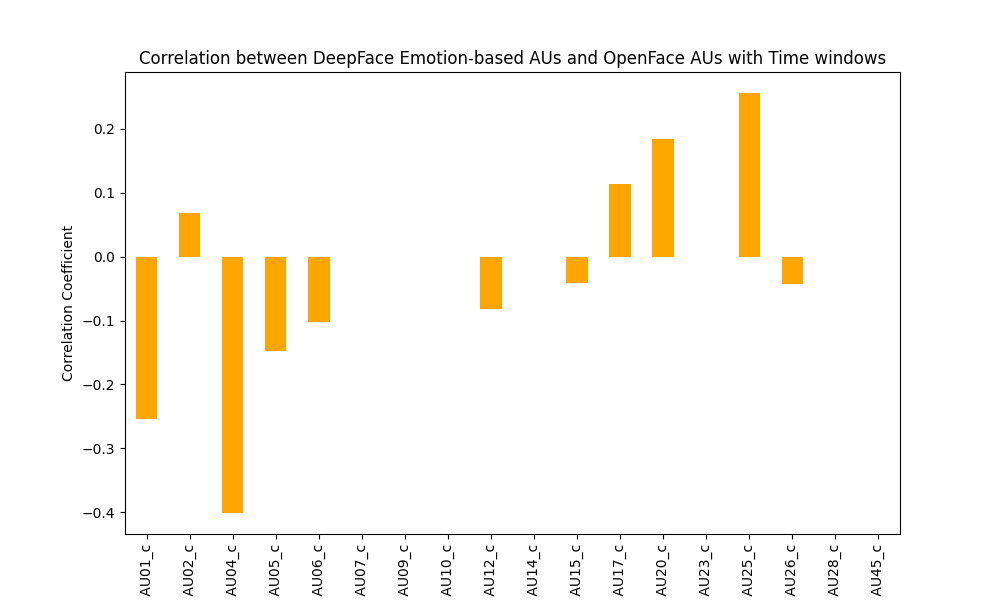 Correlation between DeepFace Emotion-based AUs and OpenFace AUs with Time windows
Correlation Coefficient
0.2
0.1
0.0
−0.1
−0.2
−0.3
−0.4
AU01_c
AU02_c
AU04_c
AU05_c
AU06_c
AU07_c
AU09_c
AU10_c
AU12_c
AU14_c
AU15_c
AU17_c
AU20_c
AU23_c
AU25_c
AU26_c
AU28_c
AU45_c